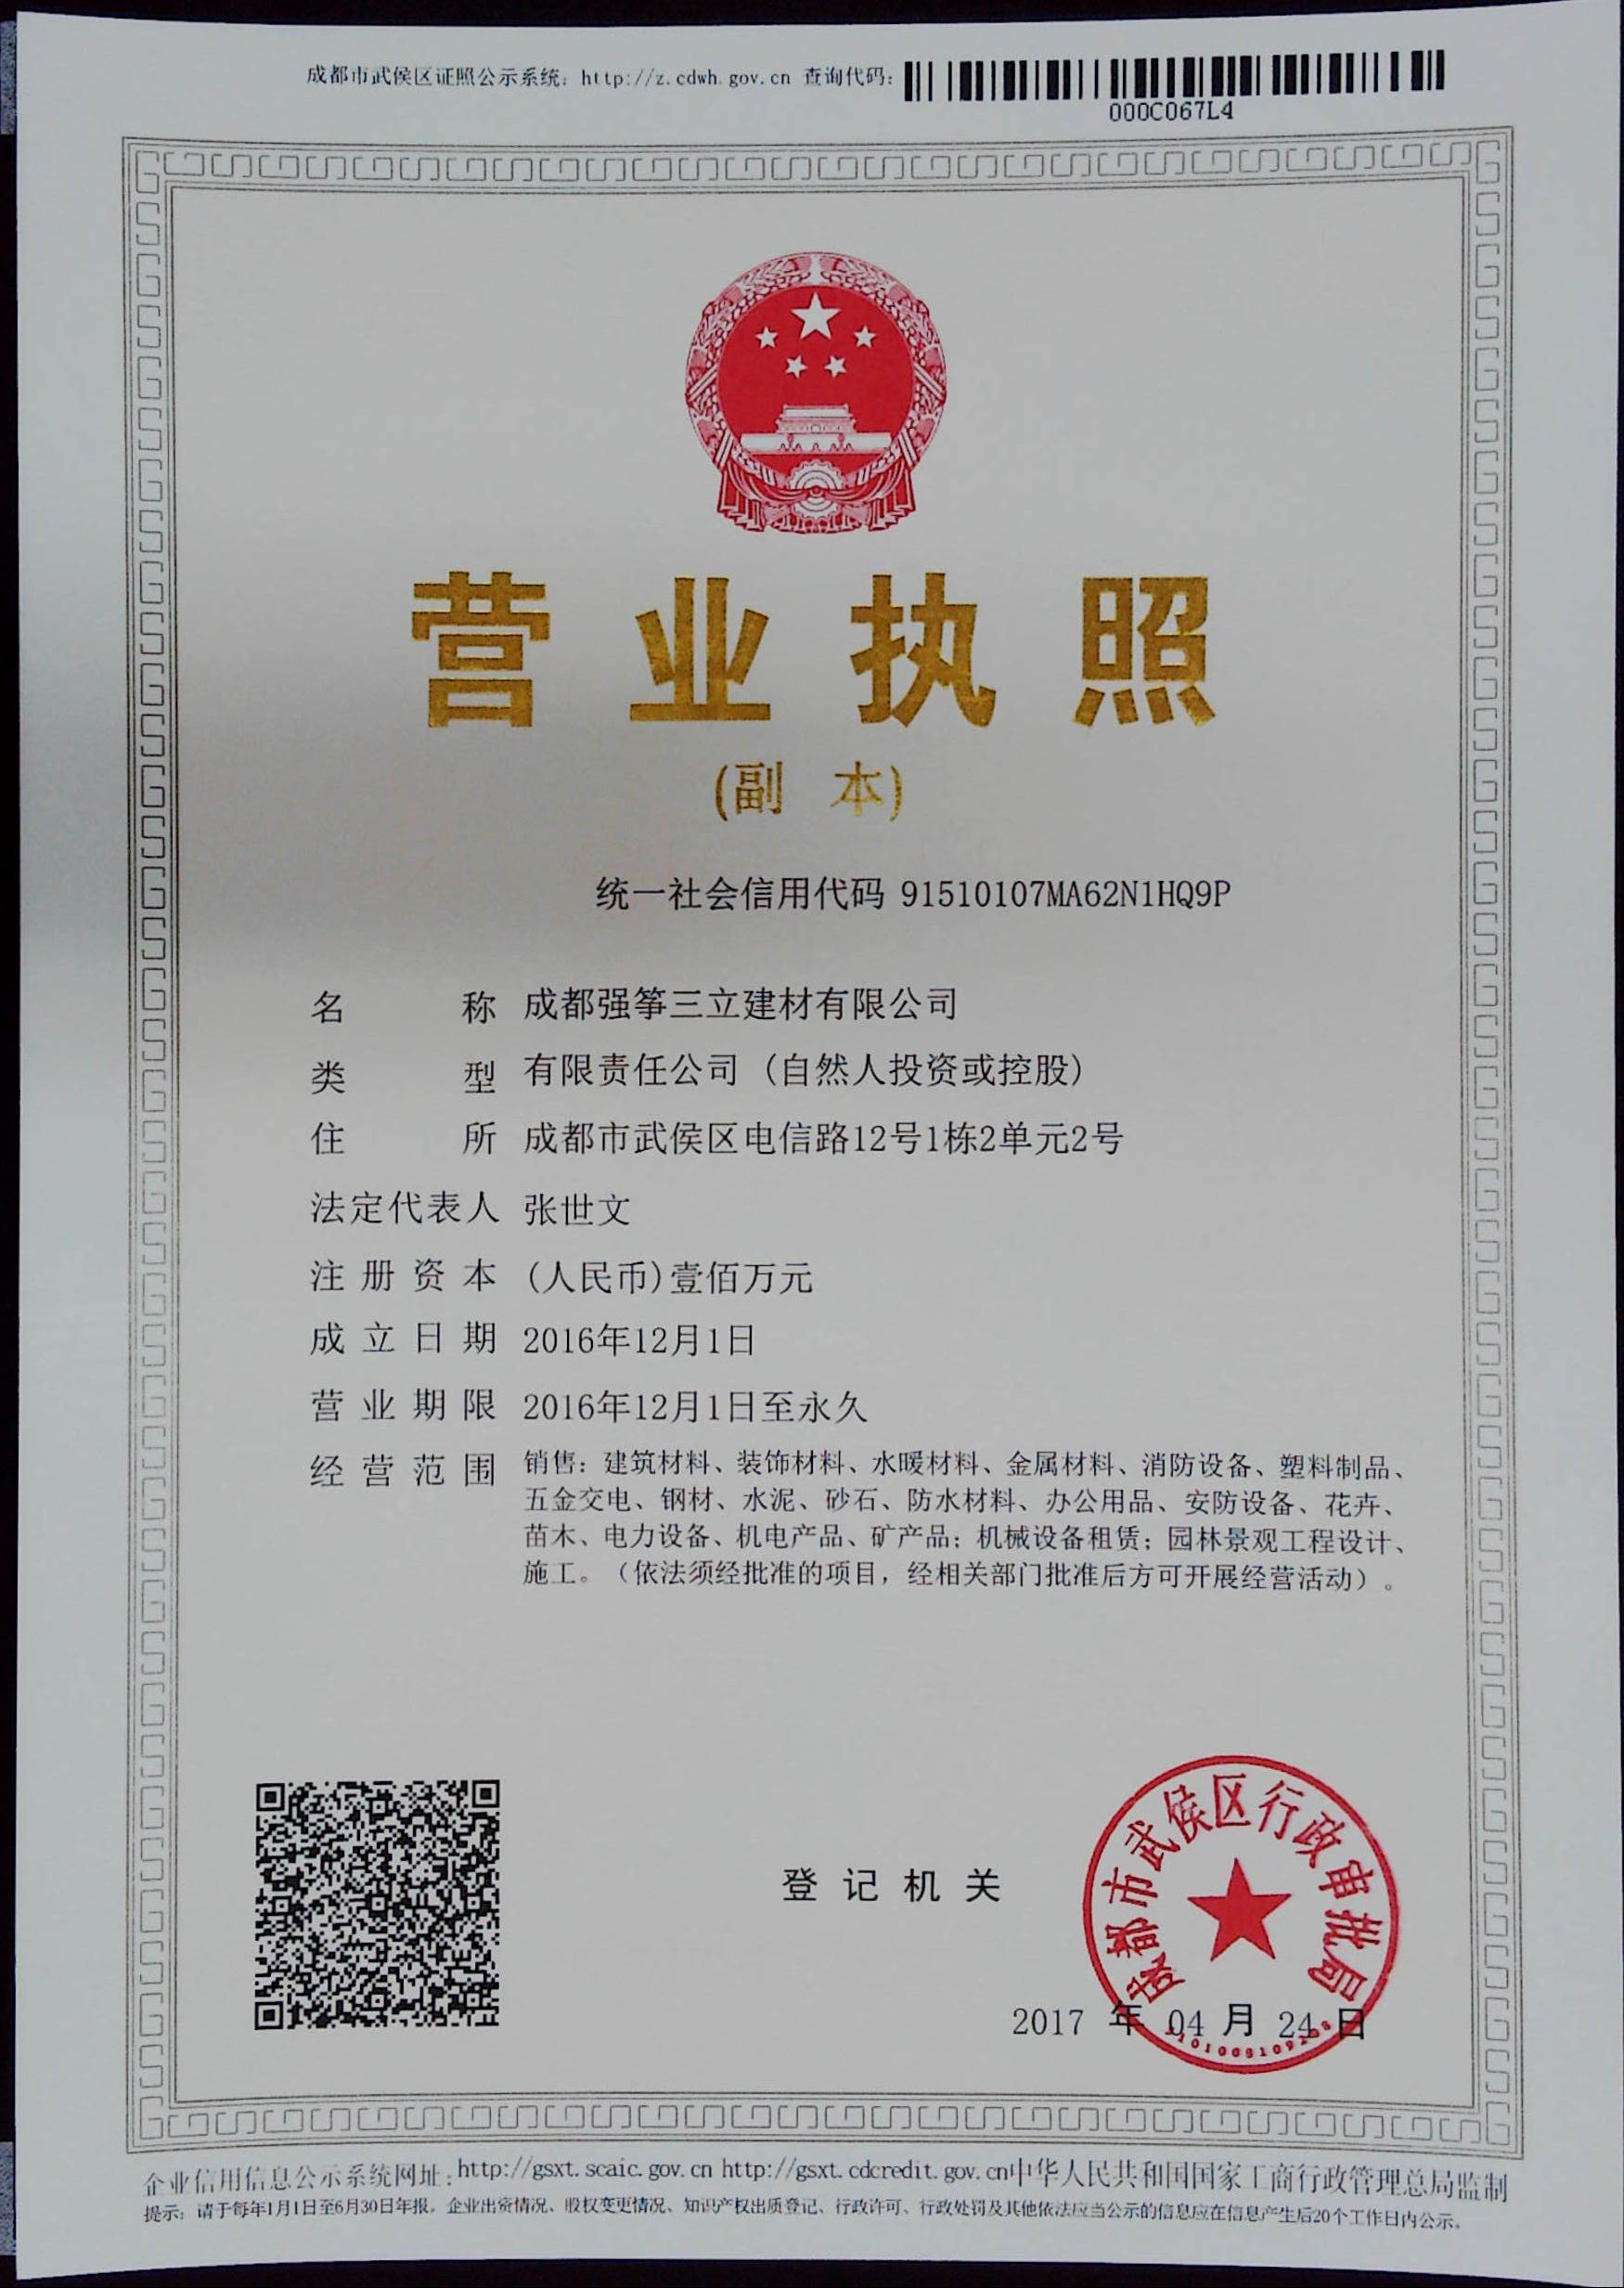 成都市武侯区证照公示系统：http://z.cdwh.gov.cn 查询代码：
000C067L4
营业执照
(副 本)
统一社会信用代码 91510107MA62N1HQ9P
名 称 成都强筝三立建材有限公司
类 型 有限责任公司（自然人投资或控股）
住 所 成都市武侯区电信路12号1栋2单元2号
法定代表人 张世文
注册资本 (人民币)壹佰万元
成立日期 2016年12月1日
营业期限 2016年12月1日至永久
经营范围 销售：建筑材料、装饰材料、水暖材料、金属材料、消防设备、塑料制品、
五金交电、钢材、水泥、砂石、防水材料、办公用品、安防设备、花卉、
苗木、电力设备、机电产品、矿产品；机械设备租赁；园林景观工程设计、
施工。（依法须经批准的项目，经相关部门批准后方可开展经营活动）。
成都市武侯区行政审批局
登记机关
2017 年 04 月 24 日
企业信用信息公示系统网址：http://gsxt.scaic.gov.cn http://gsxt.cdcredit.gov.cn中华人民共和国国家工商行政管理总局监制
提示：请于每年1月1日至6月30日年报。企业出资情况、股权变更情况、知识产权出质登记、行政许可、行政处罚及其他依法应当公示的信息应在信息产生后20个工作日内公示。